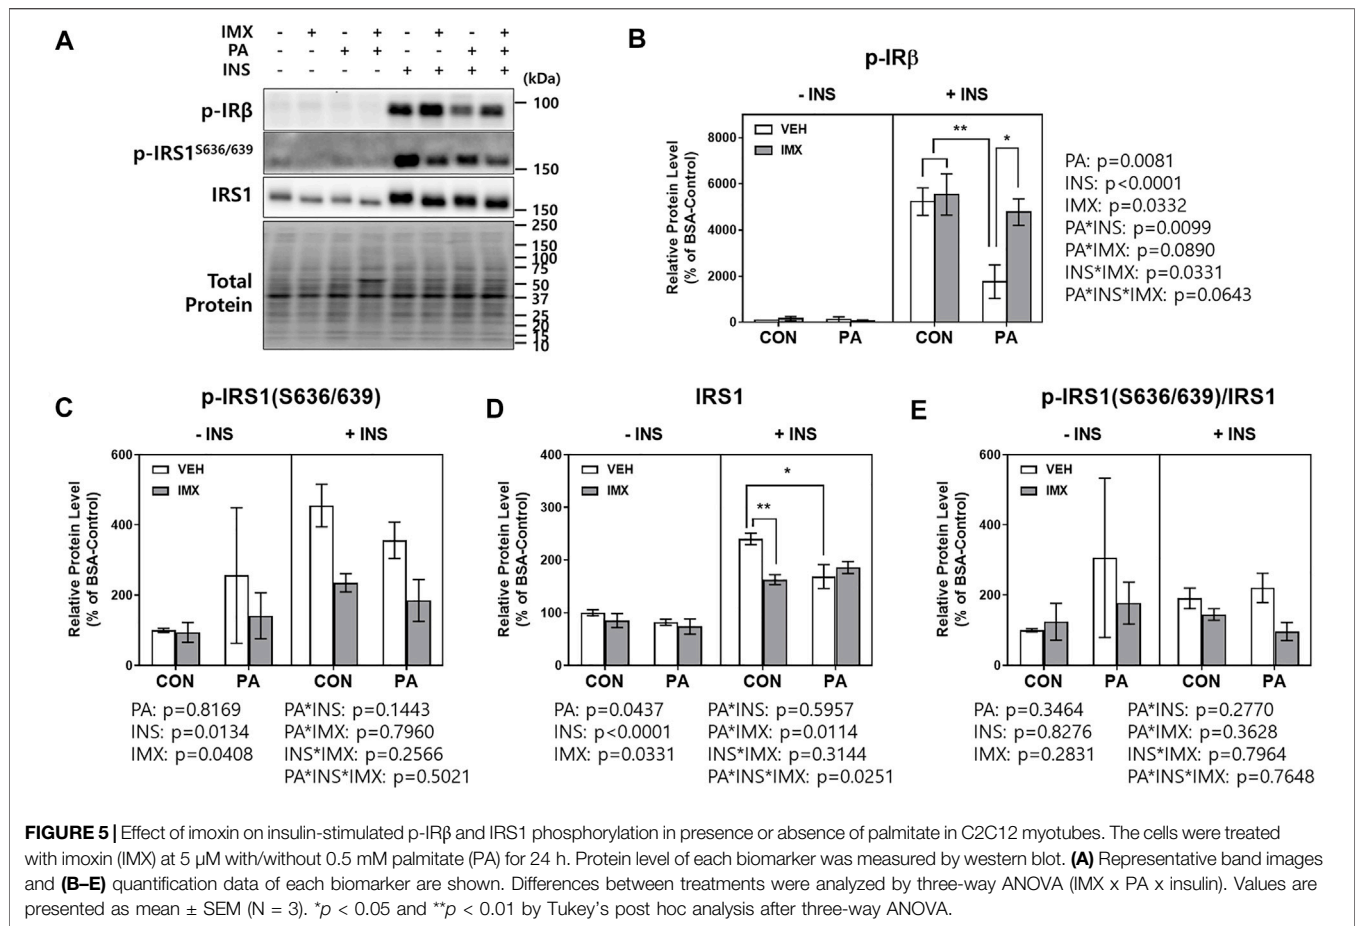 A
IMX - + - + - + - +
PA - - + + - - + +
INS - - - - + + + +
(kDa)
p-IRβ
100
p-IRS1S636/639
150
IRS1
150
Total
Protein
250
150
100
75
50
37
25
20
15
10
B
p-IRβ
- INS + INS
VEH
IMX
Relative Protein Level
(% of BSA-Control)
8000
6000
4000
2000
0
** *
CON PA CON PA
PA: p=0.0081
INS: p<0.0001
IMX: p=0.0332
PA*INS: p=0.0099
PA*IMX: p=0.0890
INS*IMX: p=0.0331
PA*INS*IMX: p=0.0643
C
p-IRS1(S636/639)
- INS + INS
VEH
IMX
Relative Protein Level
(% of BSA-Control)
600
400
200
0
CON PA CON PA
PA: p=0.8169 PA*INS: p=0.1443
INS: p=0.0134 PA*IMX: p=0.7960
IMX: p=0.0408 INS*IMX: p=0.2566
PA*INS*IMX: p=0.5021
D
IRS1
- INS + INS
VEH
IMX
Relative Protein Level
(% of BSA-Control)
400
300
200
100
0
*
**
CON PA CON PA
PA: p=0.0437 PA*INS: p=0.5957
INS: p<0.0001 PA*IMX: p=0.0114
IMX: p=0.0331 INS*IMX: p=0.3144
PA*INS*IMX: p=0.0251
E
p-IRS1(S636/639)/IRS1
- INS + INS
VEH
IMX
Relative Protein Level
(% of BSA-Control)
600
400
200
0
CON PA CON PA
PA: p=0.3464 PA*INS: p=0.2770
INS: p=0.8276 PA*IMX: p=0.3628
IMX: p=0.2831 INS*IMX: p=0.7964
PA*INS*IMX: p=0.7648
FIGURE 5 | Effect of imoxin on insulin-stimulated p-IRβ and IRS1 phosphorylation in presence or absence of palmitate in C2C12 myotubes. The cells were treated
with imoxin (IMX) at 5 μM with/without 0.5 mM palmitate (PA) for 24 h. Protein level of each biomarker was measured by western blot. (A) Representative band images
and (B–E) quantification data of each biomarker are shown. Differences between treatments were analyzed by three-way ANOVA (IMX x PA x insulin). Values are
presented as mean ± SEM (N = 3). *p < 0.05 and **p < 0.01 by Tukey's post hoc analysis after three-way ANOVA.